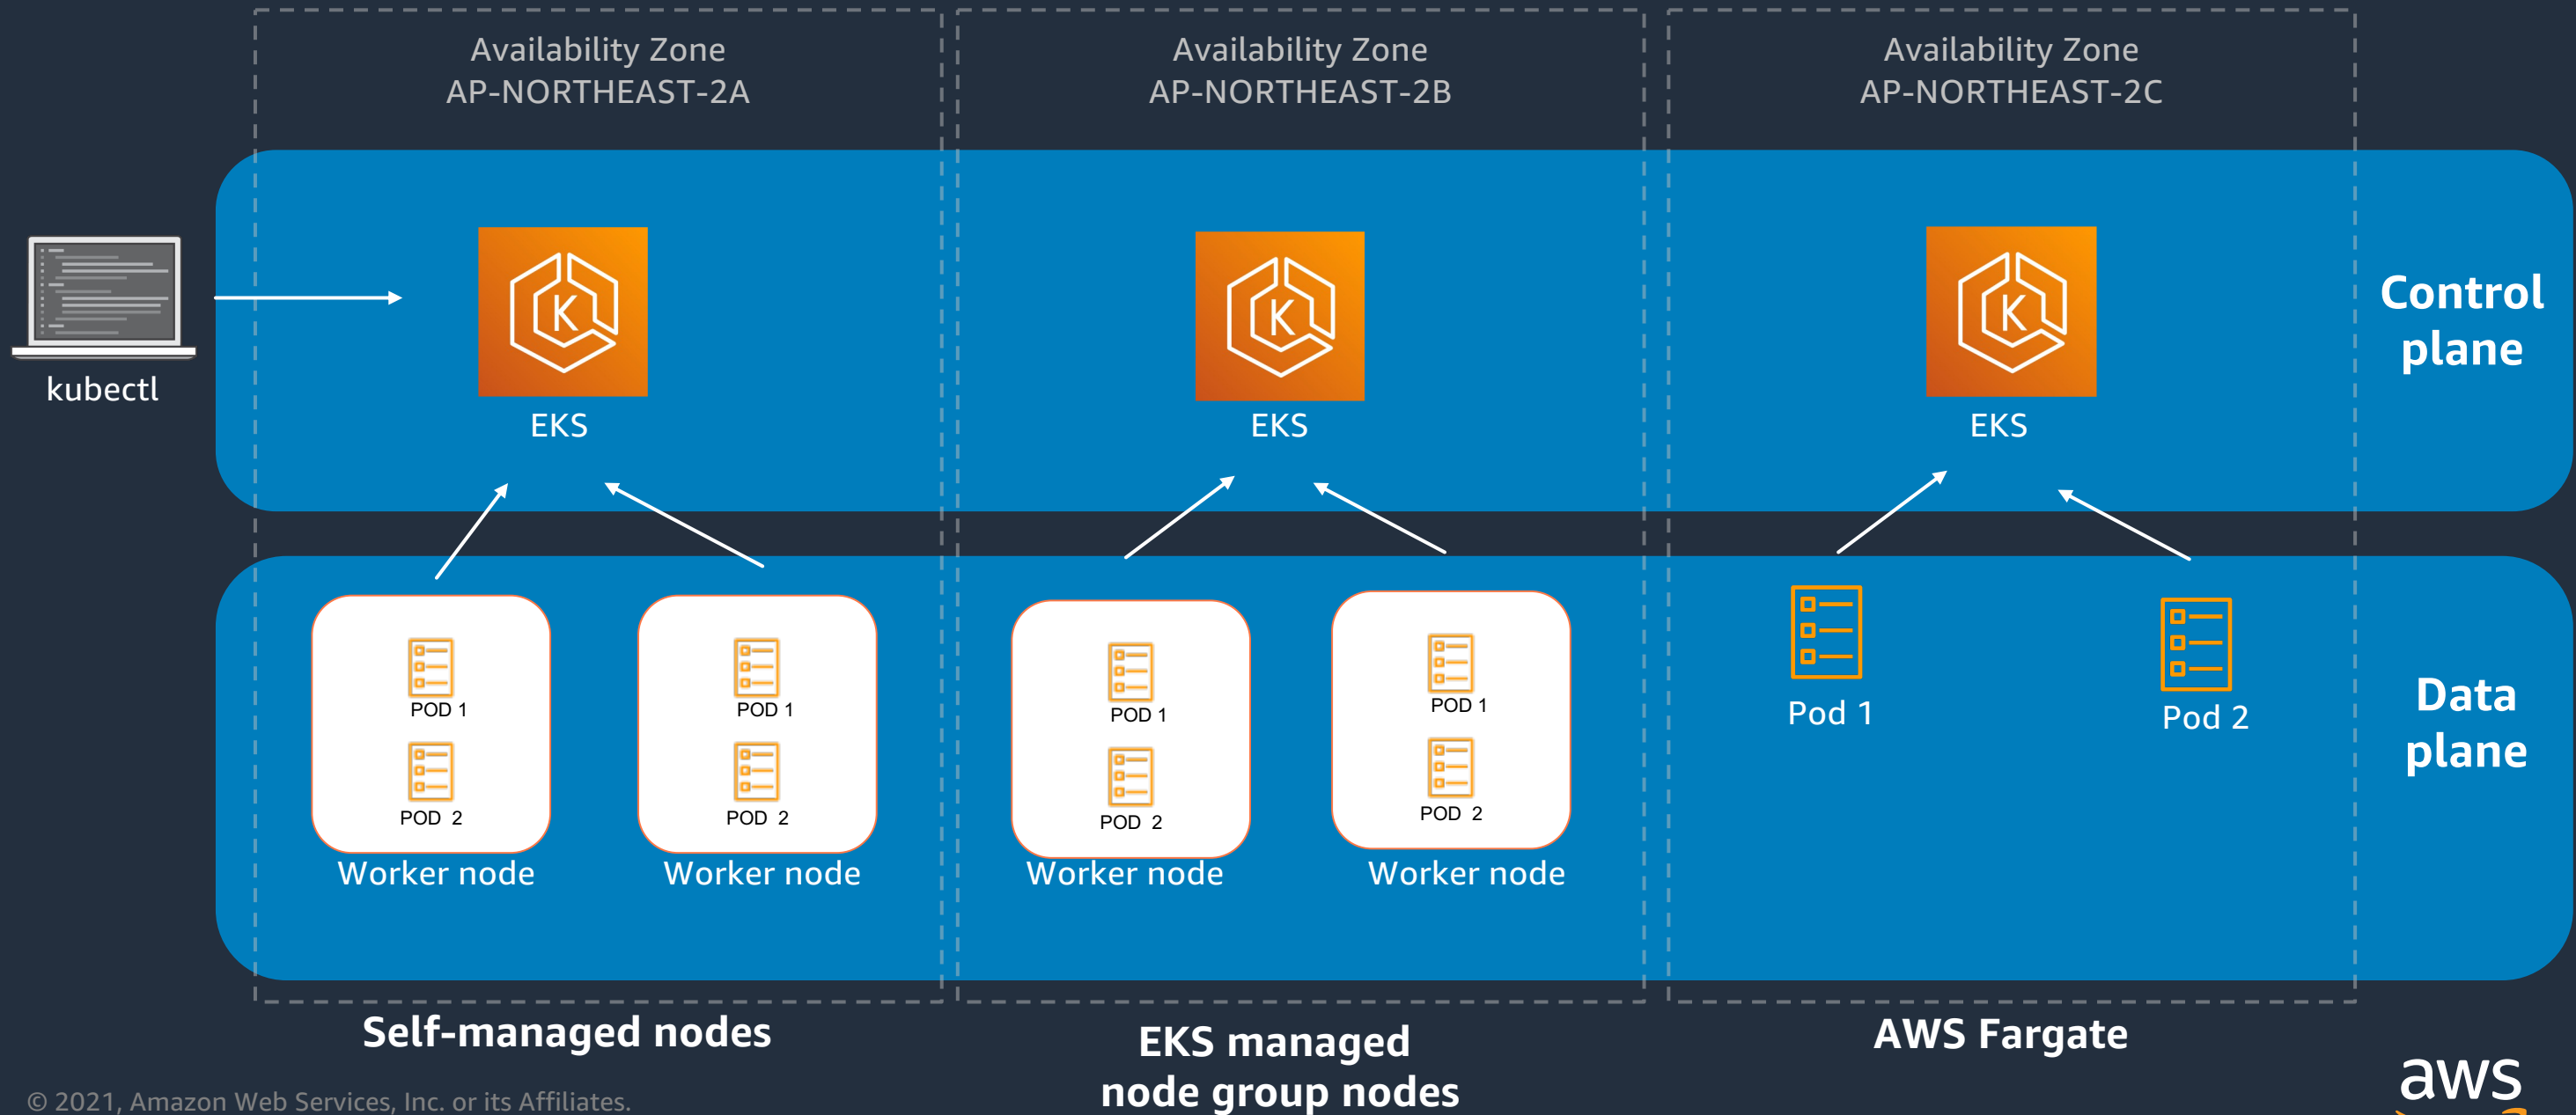 Availability Zone
AP-NORTHEAST-2A
Availability Zone
AP-NORTHEAST-2B
Availability Zone
AP-NORTHEAST-2C
kubectl
K
EKS
K
EKS
K
EKS
Control
plane
POD 1
POD 2
Worker node
POD 1
POD 2
Worker node
POD 1
POD 2
Worker node
POD 1
POD 2
Worker node
Pod 1
Pod 2
Data
plane
Self-managed nodes
EKS managed
node group nodes
AWS Fargate
© 2021, Amazon Web Services, Inc. or its Affiliates.
aws